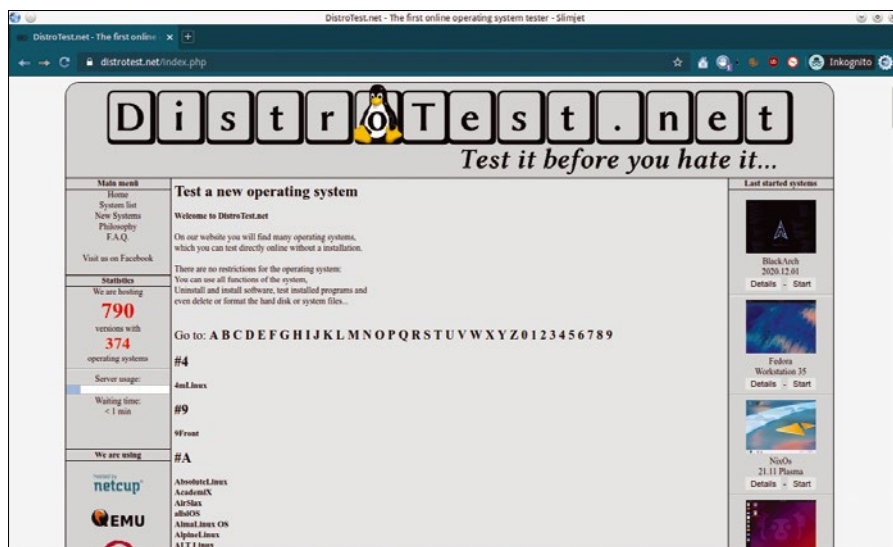 DistroTest.net - The first online operating system tester - Slimjet
DistroTest.net - The first online
distrotest.net/index.php
Inkognito
DistroTest.net
Test it before you hate it...
Main menü
Home
System list
New Systems
Philosophy
F.A.Q.
Visit us on Facebook
Statistics
We are hosting
790
versions with
374
operating systems
Server usage:
Waiting time:
< 1 min
We are using
hosted by
netcup
QEMU
Test a new operating system
Welcome to DistroTest.net
On our website you will find many operating systems,
which you can test directly online without a installation.
There are no restrictions for the operating system:
You can use all functions of the system,
Uninstall and install software, test installed programs and
even delete or format the hard disk or system files...
Go to: A B C D E F G H I J K L M N O P Q R S T U V W X Y Z 0 1 2 3 4 5 6 7 8 9
#4
4mLinux
#9
9Front
#A
AbsoluteLinux
AcademiX
AirSlax
AlmaLinux OS
AlpineLinux
ALT Linux
Last started systems
BlackArch
2020.12.01
Details - Start
Fedora
Workstation 35
Details - Start
NixOs
21.11 Plasma
Details - Start